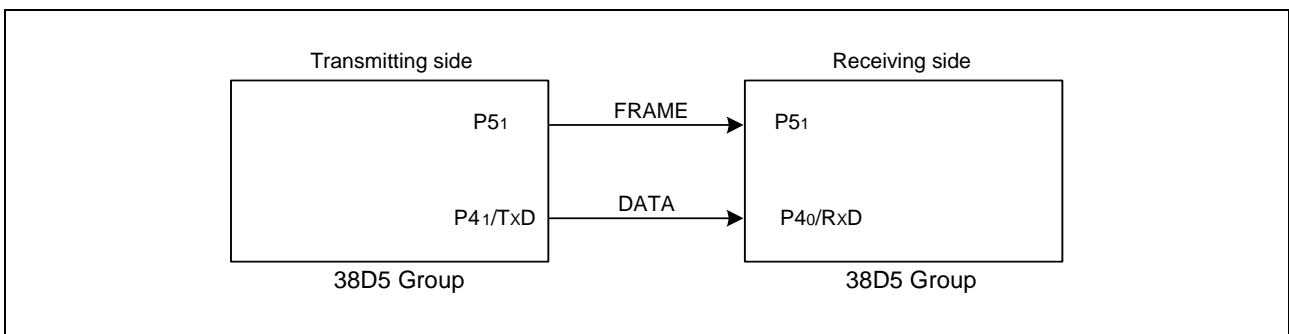 Transmitting side
Receiving side
P51
FRAME
P51
P41/TxD
DATA
P40/RxD
38D5 Group
38D5 Group